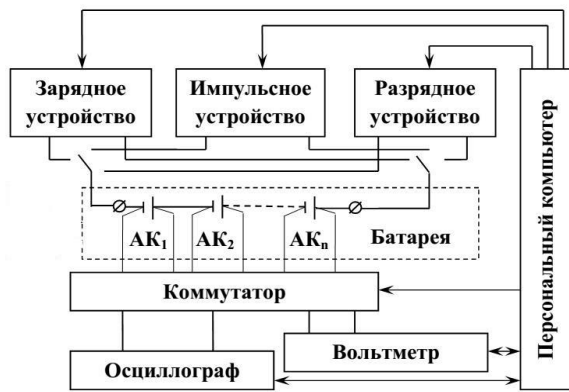 Зарядное
устройство
Импульсное
устройство
Разрядное
устройство
Персональный компьютер
АК₁
АК₂
АКₙ
Батарея
Коммутатор
Вольтметр
Осциллограф